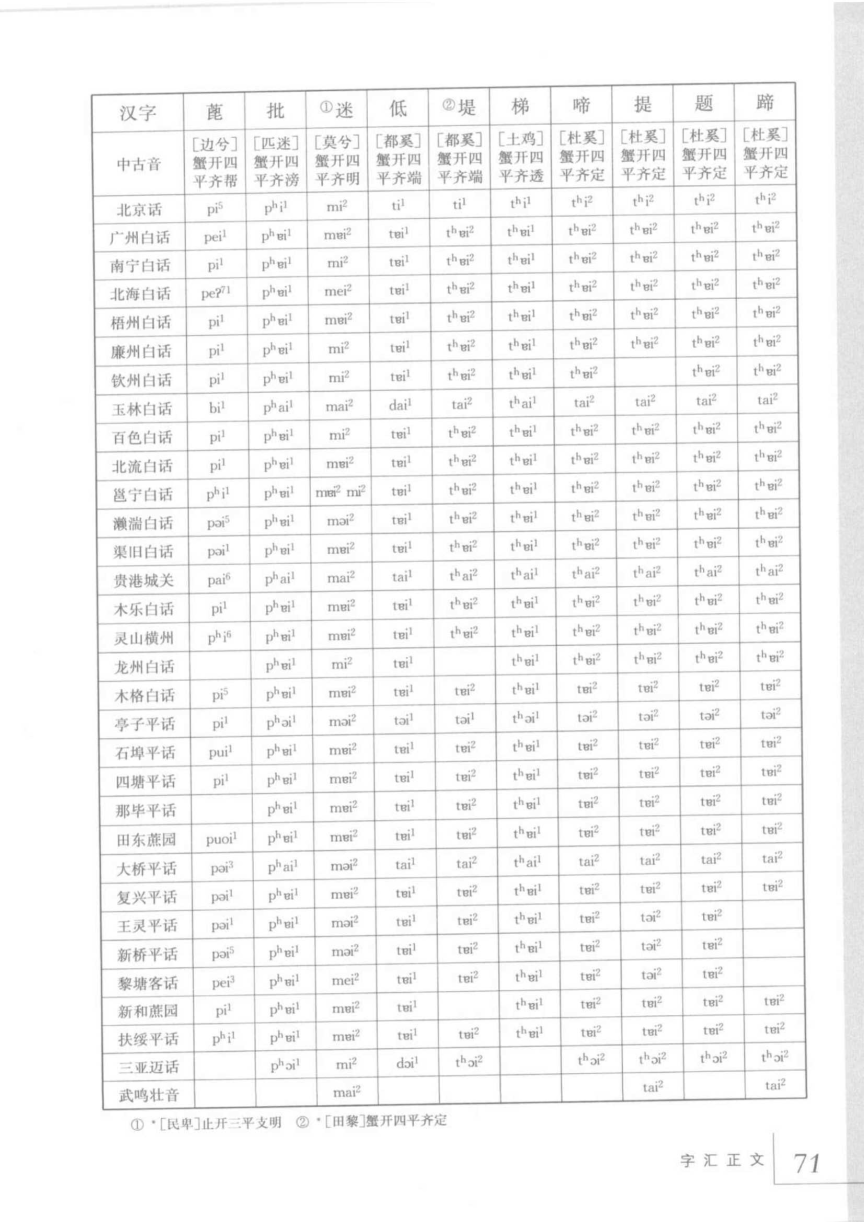 汉字 蓖 批 ①迷 低 ②堤 梯 啼 提 题 蹄
中古音 [边兮]蟹开四平齐帮 [匹迷]蟹开四平齐滂 [莫兮]蟹开四平齐明 [都奚]蟹开四平齐端 [都奚]蟹开四平齐端 [土鸡]蟹开四平齐透 [杜奚]蟹开四平齐定 [杜奚]蟹开四平齐定 [杜奚]蟹开四平齐定 [杜奚]蟹开四平齐定
北京话 pi⁵ pʰi¹ mi² ti¹ ti¹ tʰi¹ tʰi² tʰi² tʰi² tʰi²
广州白话 pei¹ pʰɐi¹ mɐi² tɐi¹ tʰɐi² tʰɐi¹ tʰɐi² tʰɐi² tʰɐi² tʰɐi²
南宁白话 pi¹ pʰɐi¹ mi² tɐi¹ tʰɐi² tʰɐi¹ tʰɐi² tʰɐi² tʰɐi² tʰɐi²
北海白话 peʔ⁷¹ pʰɐi¹ mei² tɐi¹ tʰɐi² tʰɐi¹ tʰɐi² tʰɐi² tʰɐi² tʰɐi²
梧州白话 pi¹ pʰɐi¹ mɐi² tɐi¹ tʰɐi² tʰɐi¹ tʰɐi² tʰɐi² tʰɐi² tʰɐi²
廉州白话 pi¹ pʰɐi¹ mi² tɐi¹ tʰɐi² tʰɐi¹ tʰɐi² tʰɐi² tʰɐi² tʰɐi²
钦州白话 pi¹ pʰɐi¹ mi² tɐi¹ tʰɐi² tʰɐi¹ tʰɐi² tʰɐi² tʰɐi²
玉林白话 bi¹ pʰai¹ mai² dai¹ tai² tʰai¹ tai² tai² tai² tai²
百色白话 pi¹ pʰɐi¹ mi² tɐi¹ tʰɐi² tʰɐi¹ tʰɐi² tʰɐi² tʰɐi² tʰɐi²
北流白话 pi¹ pʰɐi¹ mɐi² tɐi¹ tʰɐi² tʰɐi¹ tʰɐi² tʰɐi² tʰɐi² tʰɐi²
邕宁白话 pʰi¹ pʰɐi¹ mɐi² mi² tɐi¹ tʰɐi² tʰɐi¹ tʰɐi² tʰɐi² tʰɐi² tʰɐi²
濑湍白话 pəi⁵ pʰɐi¹ məi² tɐi¹ tʰɐi² tʰɐi¹ tʰɐi² tʰɐi² tʰɐi² tʰɐi²
渠旧白话 pəi¹ pʰɐi¹ mɐi² tɐi¹ tʰɐi² tʰɐi¹ tʰɐi² tʰɐi² tʰɐi² tʰɐi²
贵港城关 pai⁶ pʰai¹ mai² tai¹ tʰai² tʰai¹ tʰai² tʰai² tʰai² tʰai²
木乐白话 pi¹ pʰɐi¹ mɐi² tɐi¹ tʰɐi² tʰɐi¹ tʰɐi² tʰɐi² tʰɐi² tʰɐi²
灵山横州 pʰi⁶ pʰɐi¹ mɐi² tɐi¹ tʰɐi² tʰɐi¹ tʰɐi² tʰɐi² tʰɐi² tʰɐi²
龙州白话 pʰɐi¹ mi² tɐi¹ tʰɐi¹ tʰɐi² tʰɐi² tʰɐi² tʰɐi²
木格白话 pi⁵ pʰɐi¹ mɐi² tɐi¹ tɐi² tʰɐi¹ tɐi² tɐi² tɐi² tɐi²
亭子平话 pi¹ pʰəi¹ məi² təi¹ təi¹ tʰəi¹ təi² təi² təi² təi²
石埠平话 pui¹ pʰɐi¹ mɐi² tɐi¹ tɐi² tʰɐi¹ tɐi² tɐi² tɐi² tɐi²
四塘平话 pi¹ pʰɐi¹ mɐi² tɐi¹ tɐi² tʰɐi¹ tɐi² tɐi² tɐi² tɐi²
那毕平话 pʰɐi¹ mɐi² tɐi¹ tɐi² tʰɐi¹ tɐi² tɐi² tɐi² tɐi²
田东蔗园 puoi¹ pʰɐi¹ mɐi² tɐi¹ tɐi² tʰɐi¹ tɐi² tɐi² tɐi² tɐi²
大桥平话 pəi³ pʰai¹ məi² tai¹ tai² tʰai¹ tai² tai² tai² tai²
复兴平话 pəi¹ pʰɐi¹ mɐi² tɐi¹ tɐi² tʰɐi¹ tɐi² tɐi² tɐi² tɐi²
王灵平话 pəi¹ pʰɐi¹ məi² tɐi¹ tɐi² tʰɐi¹ tɐi² təi² tɐi²
新桥平话 pəi⁵ pʰɐi¹ məi² tɐi¹ tɐi² tʰɐi¹ tɐi² təi² tɐi²
黎塘客话 pei³ pʰɐi¹ mei² tɐi¹ tɐi² tʰɐi¹ tɐi² təi² tɐi²
新和蔗园 pi¹ pʰɐi¹ mɐi² tɐi¹ tʰɐi¹ tɐi² tɐi² tɐi² tɐi²
扶绥平话 pʰi¹ pʰɐi¹ mɐi² tɐi¹ tɐi² tʰɐi¹ tɐi² tɐi² tɐi² tɐi²
三亚迈话 pʰɔi¹ mi² dɔi¹ tʰɔi² tʰɔi² tʰɔi² tʰɔi² tʰɔi²
武鸣壮音 mai² tai² tai²
① *[民卑]止开三平支明 ② *[田黎]蟹开四平齐定
字汇正文 71